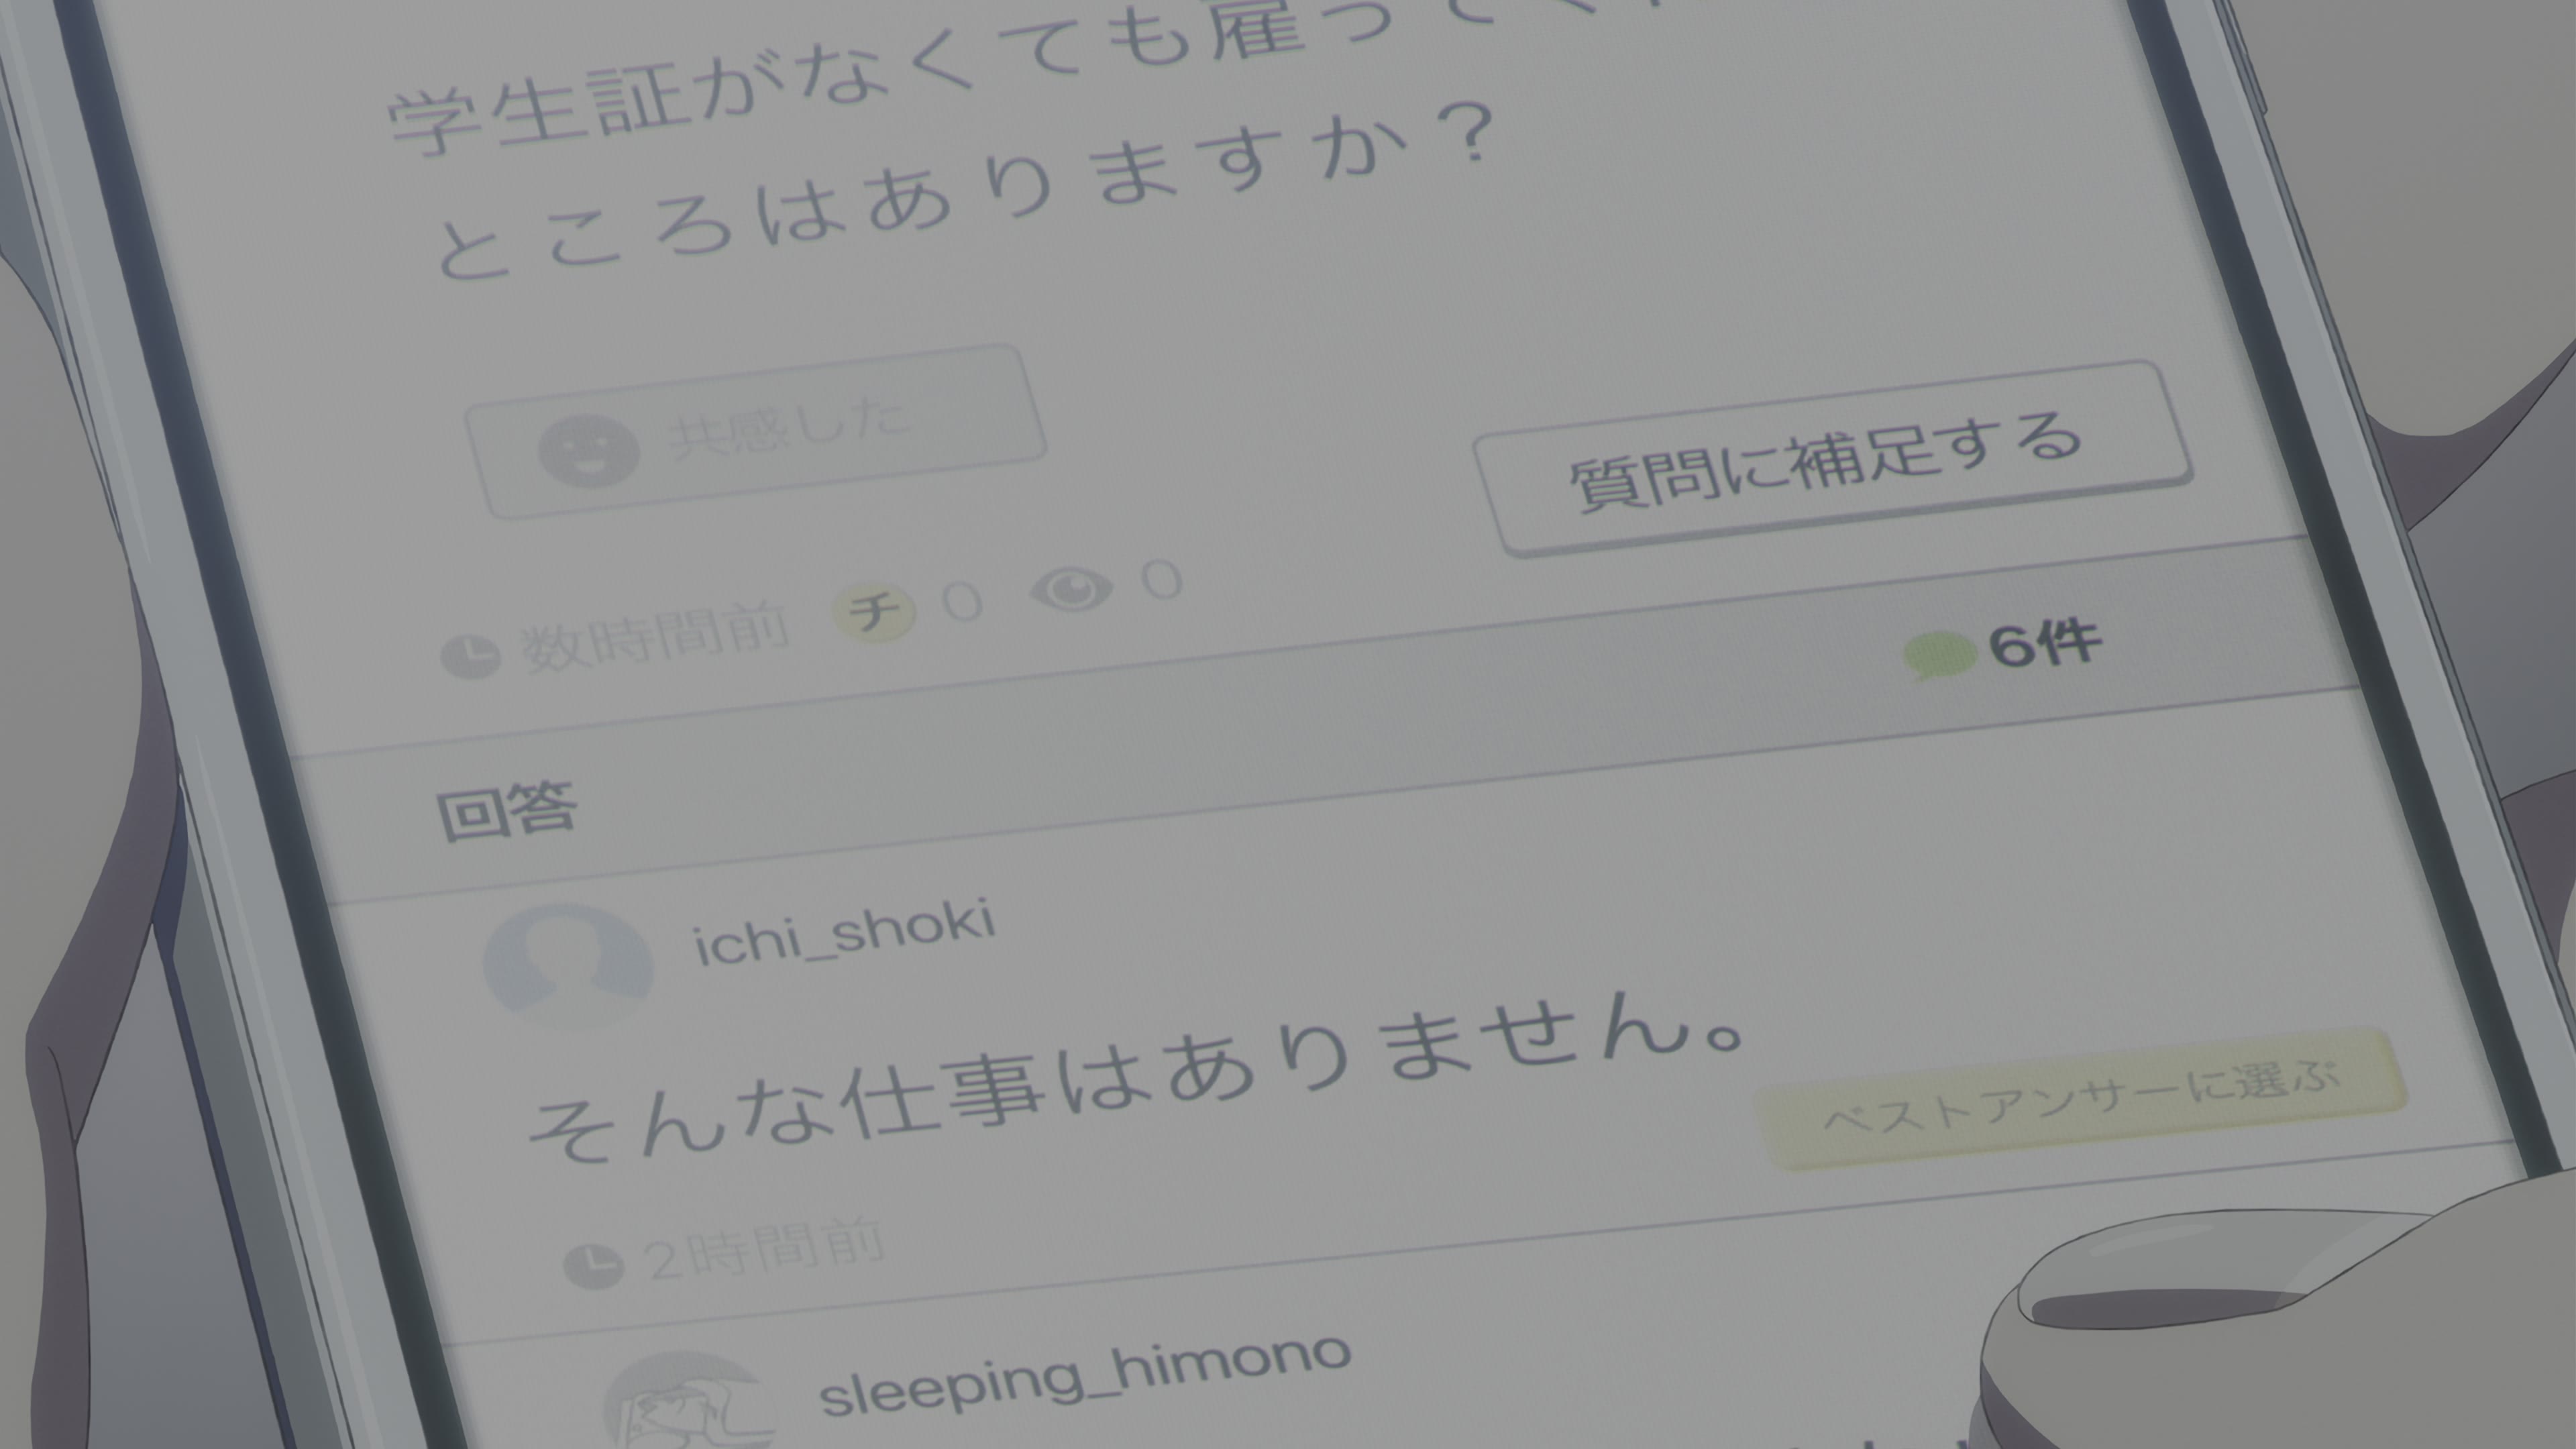 学生証がなくても雇ってく
ところはありますか？
共感した
質問に補足する
数時間前 チ 0 0
6件
回答
ichi_shoki
そんな仕事はありません。
ベストアンサーに選ぶ
2時間前
sleeping_himono